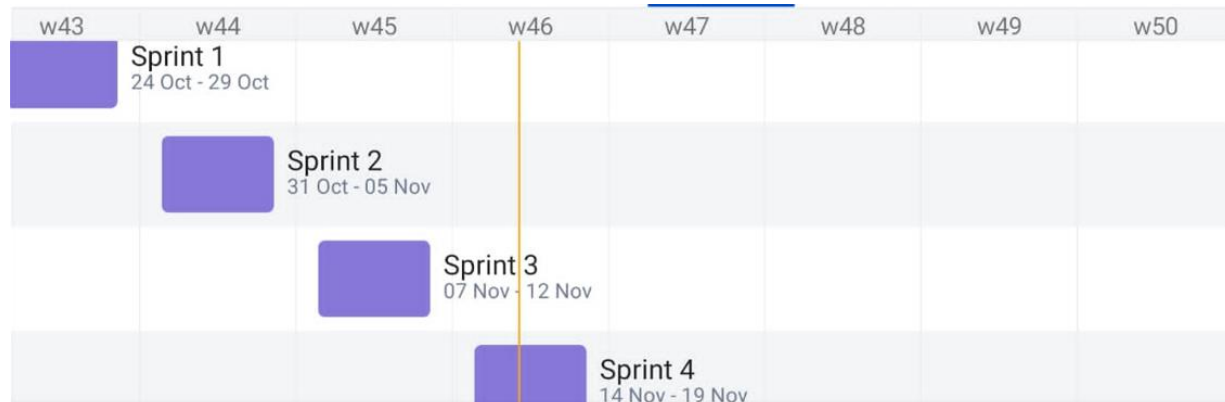 w43 w44 w45 w46 w47 w48 w49 w50
Sprint 1
24 Oct - 29 Oct
Sprint 2
31 Oct - 05 Nov
Sprint 3
07 Nov - 12 Nov
Sprint 4
14 Nov - 19 Nov